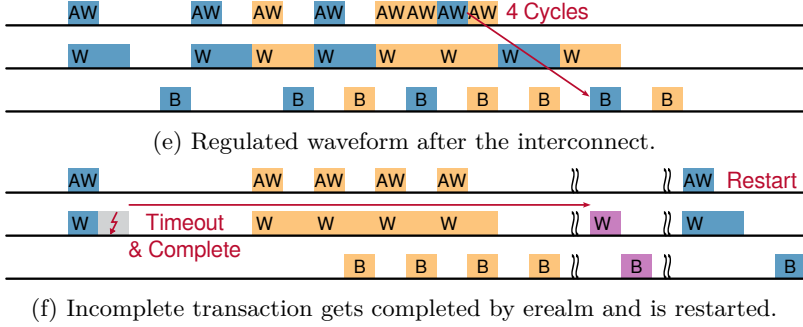 AW AW AW AW AW AW AW AW 4 Cycles
W W W W W W W W
B B B B B B B B
(e) Regulated waveform after the interconnect.
AW AW AW AW AW AW Restart
W Timeout W W W W W W
& Complete
B B B B B B
(f) Incomplete transaction gets completed by erealm and is restarted.